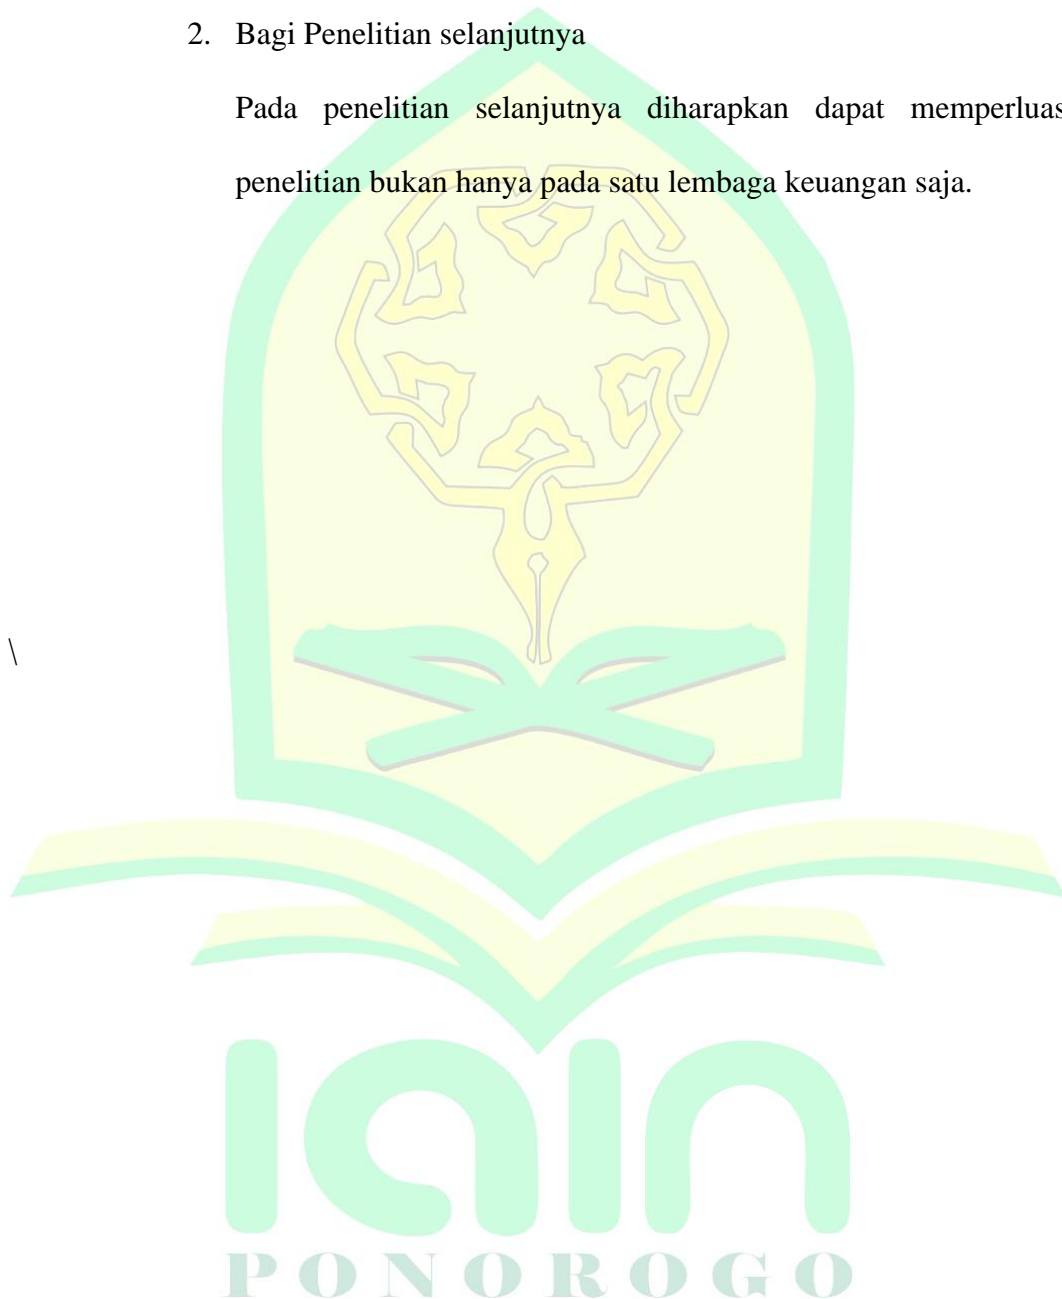 2. Bagi Penelitian selanjutnya
Pada penelitian selanjutnya diharapkan dapat memperluas
penelitian bukan hanya pada satu lembaga keuangan saja.
\
iain
PONOROGO